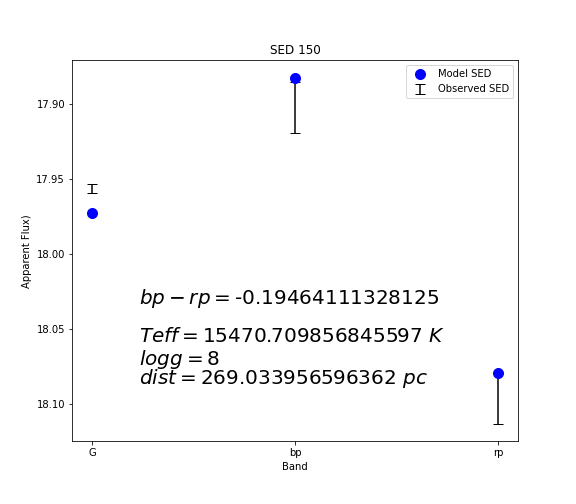 SED 150
Model SED
Observed SED
17.90
17.95
18.00
18.05
18.10
Apparent Flux)
bp − rp = -0.19464111328125
Teff = 15470.709856845597 K
logg = 8
dist = 269.033956596362 pc
G
bp
rp
Band